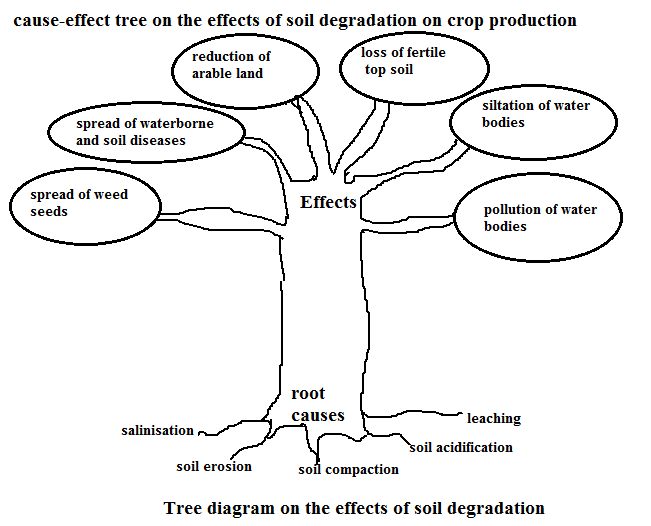 cause-effect tree on the effects of soil degradation on crop production
reduction of
arable land
loss of fertile
top soil
spread of waterborne
and soil diseases
siltation of water
bodies
spread of weed
seeds
Effects
pollution of water
bodies
root
causes
salinisation
leaching
soil erosion
soil compaction
soil acidification
Tree diagram on the effects of soil degradation